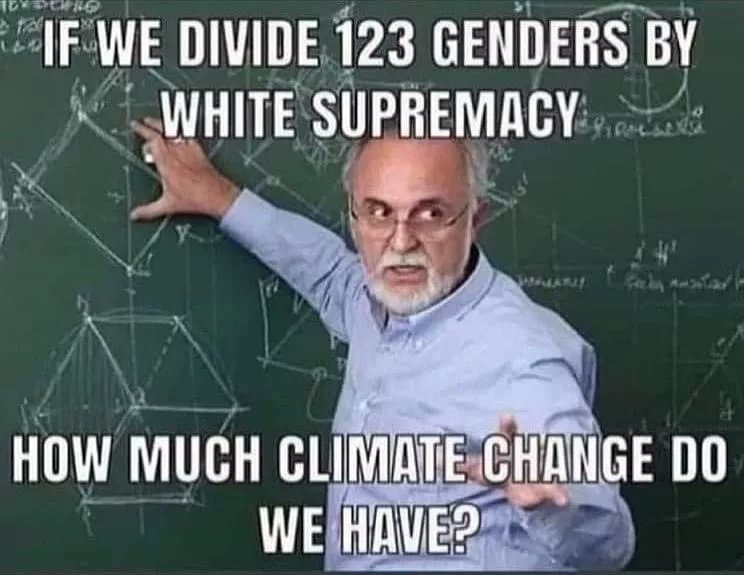 IF WE DIVIDE 123 GENDERS BY
WHITE SUPREMACY
HOW MUCH CLIMATE CHANGE DO
WE HAVE?